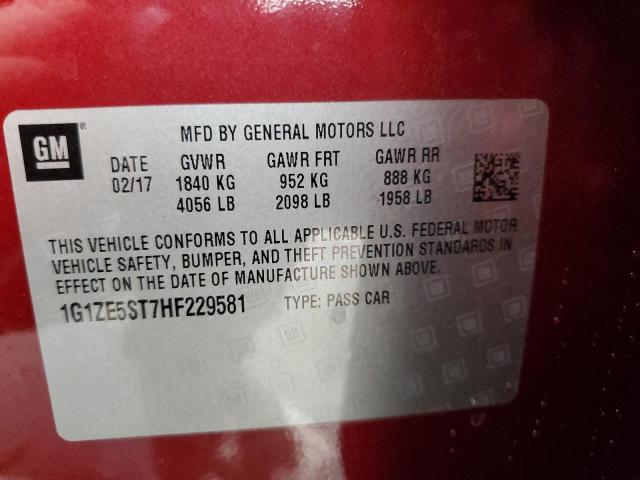 GM
MFD BY GENERAL MOTORS LLC
DATE GVWR GAWR FRT GAWR RR
02/17 1840 KG 952 KG 888 KG
4056 LB 2098 LB 1958 LB
THIS VEHICLE CONFORMS TO ALL APPLICABLE U.S. FEDERAL MOTOR
VEHICLE SAFETY, BUMPER, AND THEFT PREVENTION STANDARDS IN
EFFECT ON THE DATE OF MANUFACTURE SHOWN ABOVE.
1G1ZE5ST7HF229581 TYPE: PASS CAR